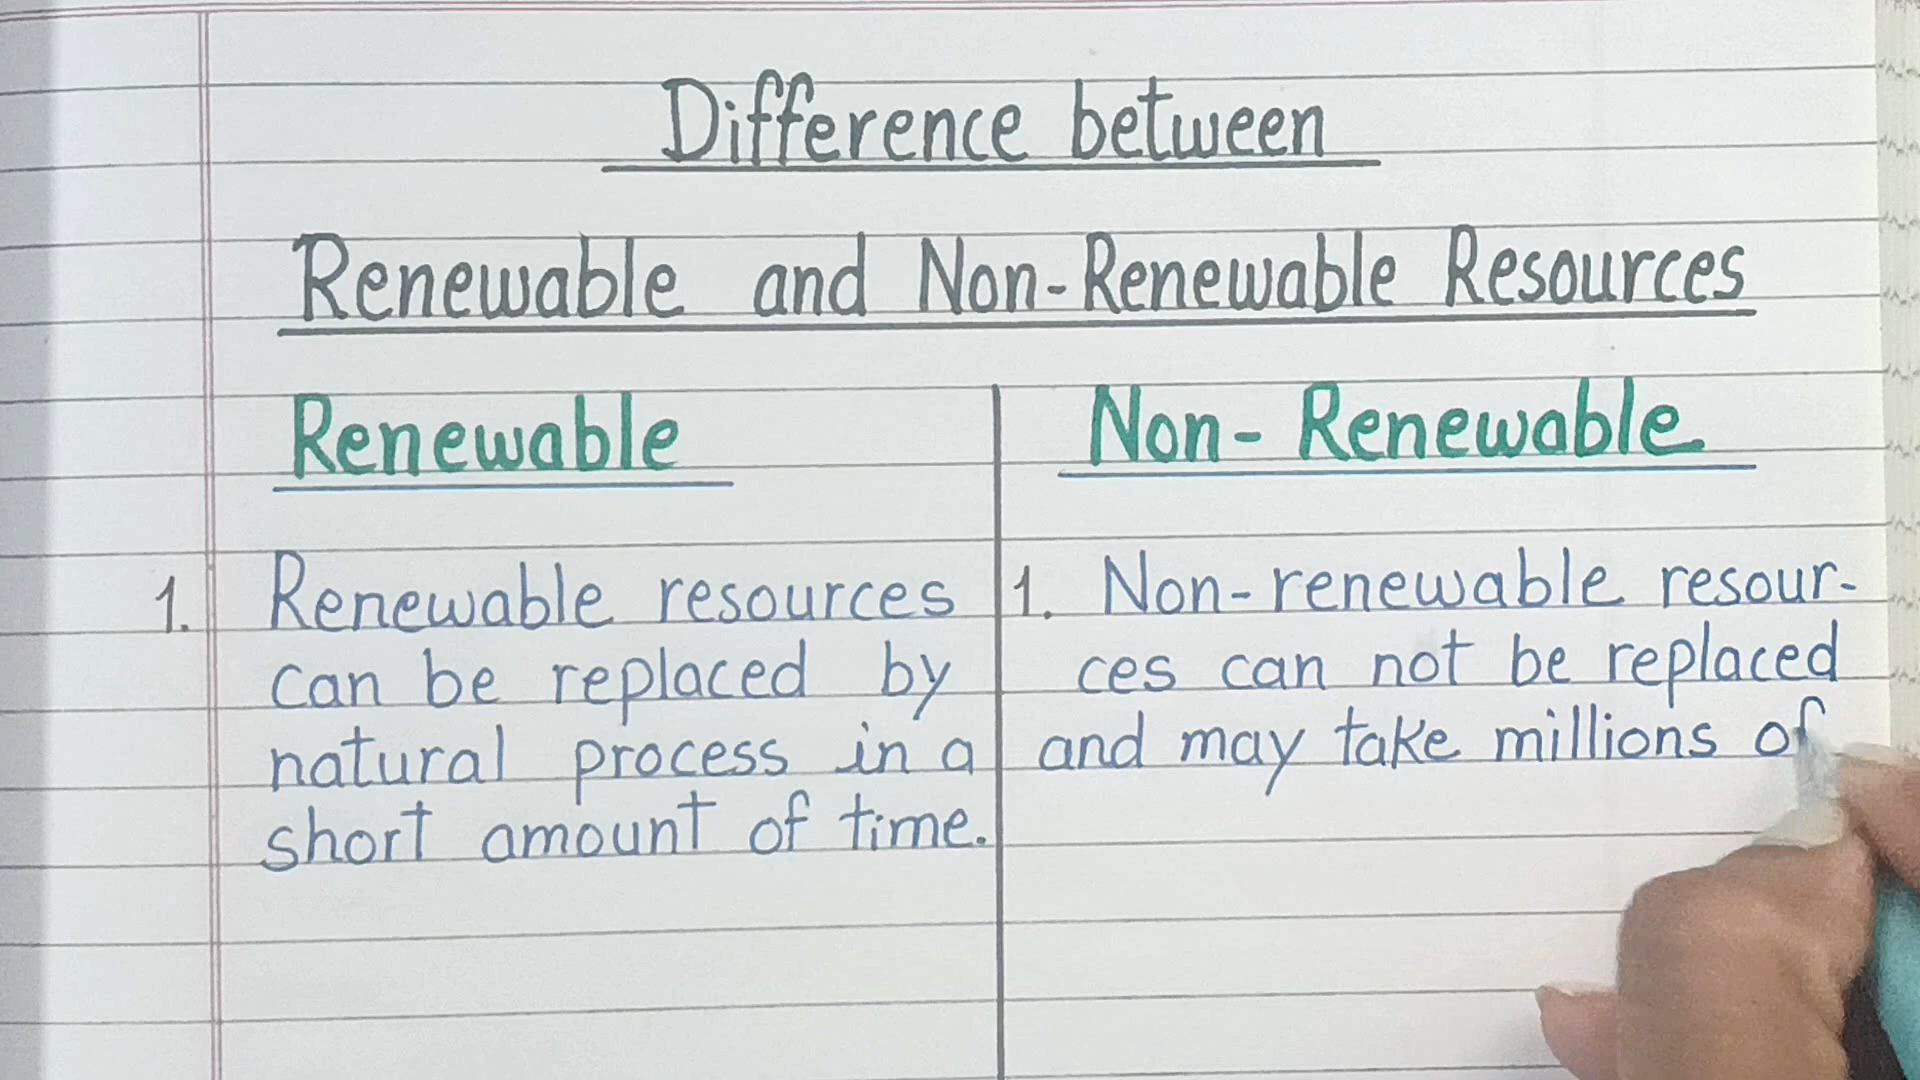 Difference between
Renewable and Non-Renewable Resources
Renewable
Non-Renewable
1. Renewable resources
can be replaced by
natural process in a
short amount of time.
1. Non-renewable resour-
ces can not be replaced
and may take millions of